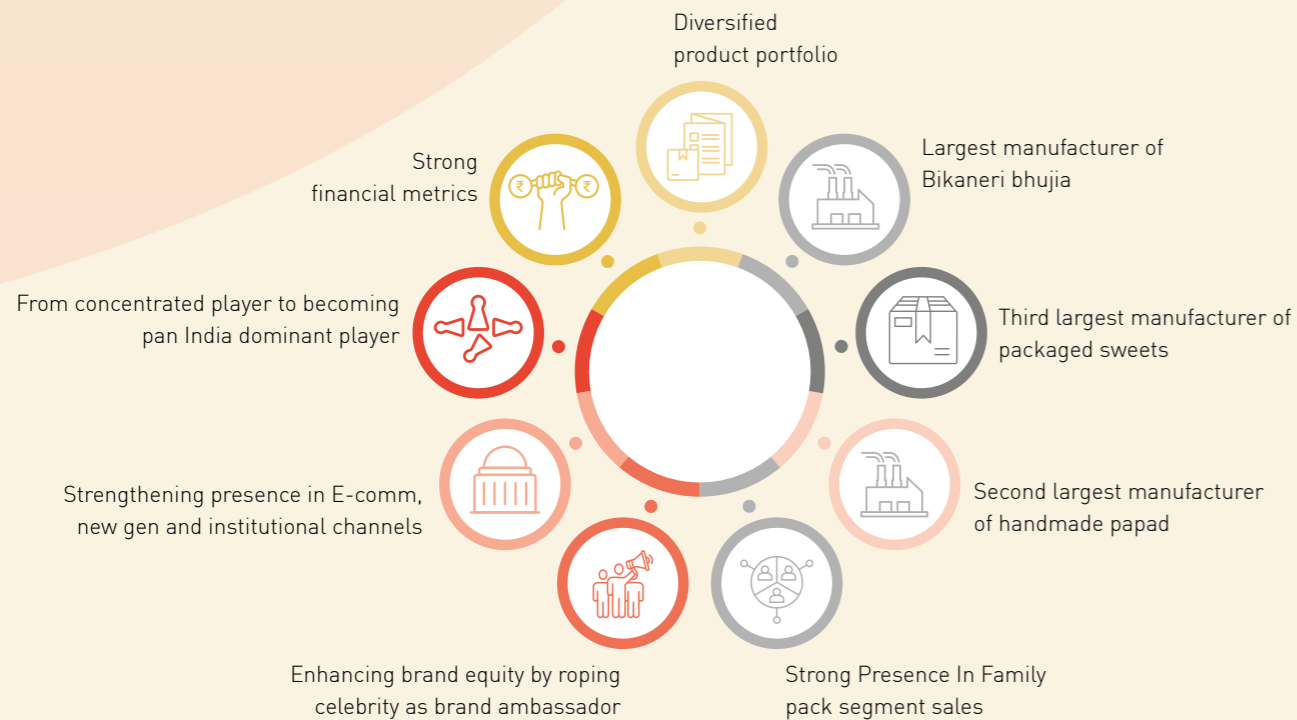 Diversified
product portfolio
Largest manufacturer of
Bikaneri bhujia
Third largest manufacturer of
packaged sweets
Second largest manufacturer
of handmade papad
Strong Presence In Family
pack segment sales
Enhancing brand equity by roping
celebrity as brand ambassador
Strengthening presence in E-comm,
new gen and institutional channels
From concentrated player to becoming
pan India dominant player
Strong
financial metrics
₹ ₹